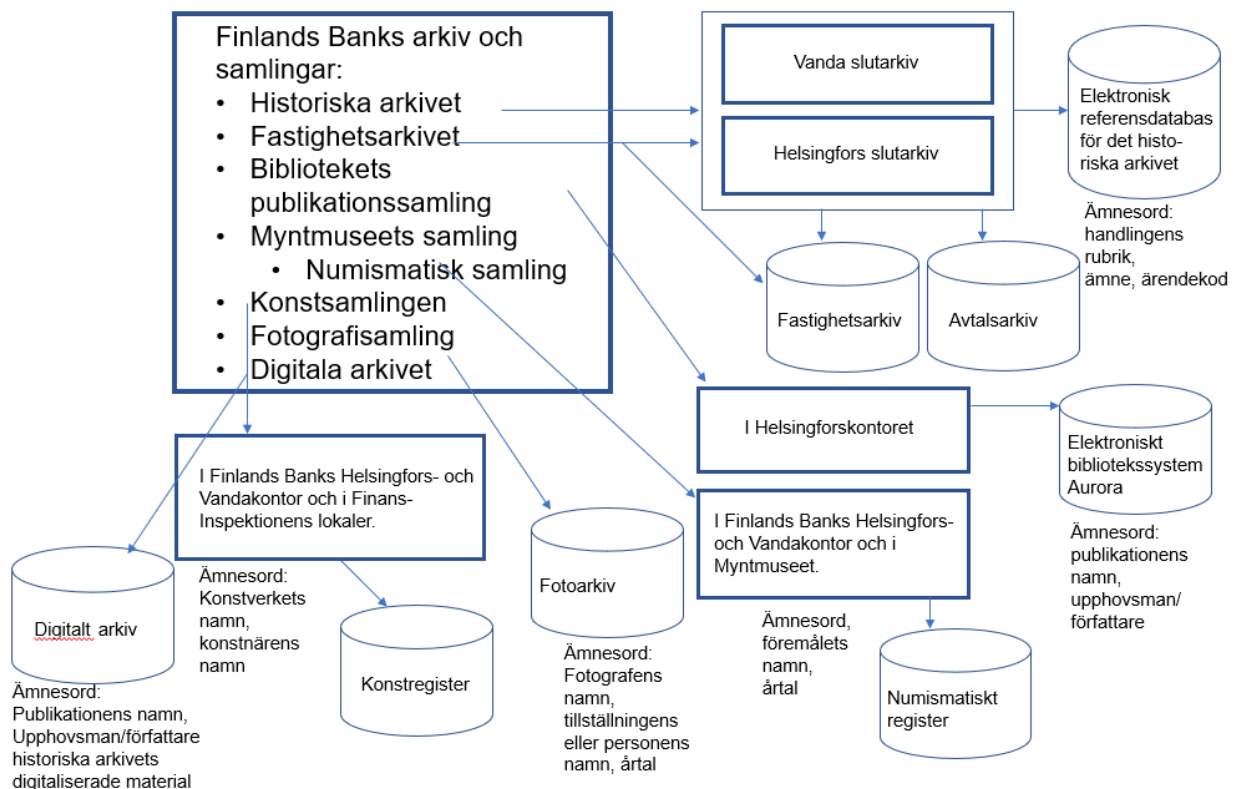 Finlands Banks arkiv och
samlingar:
• Historiska arkivet
• Fastighetsarkivet
• Bibliotekets
publikationssamling
• Myntmuseets samling
• Numismatisk samling
• Konstsamlingen
• Fotografisamling
• Digitala arkivet
Vanda slutarkiv
Helsingfors slutarkiv
Elektronisk
referensdatabas
för det histo-
riska arkivet
Ämnesord:
handlingens
rubrik,
ämne, ärendekod
Fastighetsarkiv
Avtalsarkiv
I Helsingforskontoret
Elektroniskt
bibliotekssystem
Aurora
Ämnesord:
publikationens
namn,
upphovsman/
författare
I Finlands Banks Helsingfors- och
Vandakontor och i Finans-
Inspektionens lokaler.
Ämnesord:
Konstverkets
namn,
konstnärens
namn
Konstregister
Digitalt arkiv
Ämnesord:
Publikationens namn,
Upphovsman/författare
historiska arkivets
digitaliserade material
Fotoarkiv
Ämnesord:
Fotografens
namn,
tillställningens
eller personens
namn, årtal
I Finlands Banks Helsingfors-
och Vandakontor och i
Myntmuseet.
Ämnesord,
föremålets
namn,
årtal
Numismatiskt
register